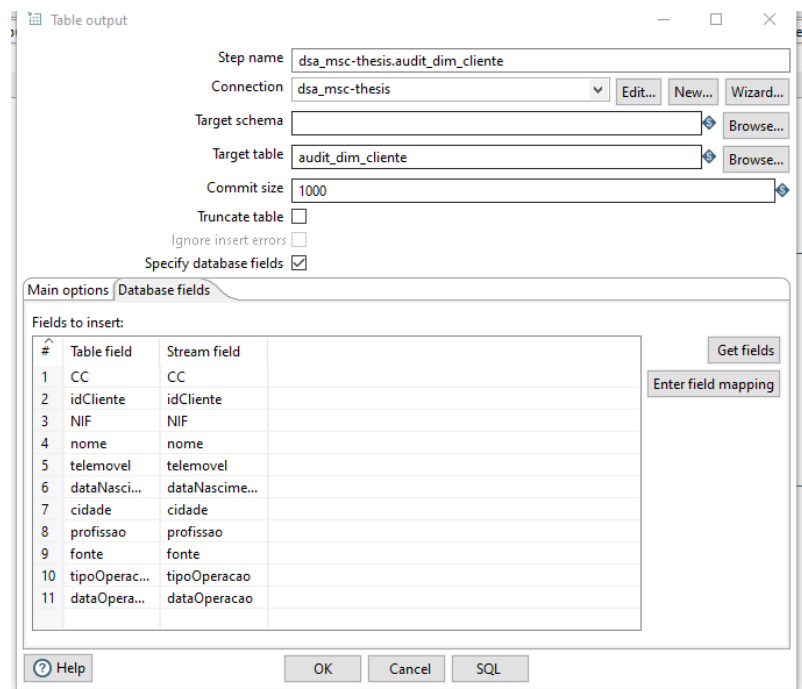 Table output
Step name dsa_msc-thesis.audit_dim_cliente
Connection dsa_msc-thesis Edit... New... Wizard...
Target schema Browse...
Target table audit_dim_cliente Browse...
Commit size 1000
Truncate table
Ignore insert errors
Specify database fields
Main options Database fields
Fields to insert:
# Table field Stream field Get fields
1 CC CC Enter field mapping
2 idCliente idCliente
3 NIF NIF
4 nome nome
5 telemovel telemovel
6 dataNasci... dataNascime...
7 cidade cidade
8 profissao profissao
9 fonte fonte
10 tipoOperac... tipoOperacao
11 dataOpera... dataOperacao
? Help OK Cancel SQL